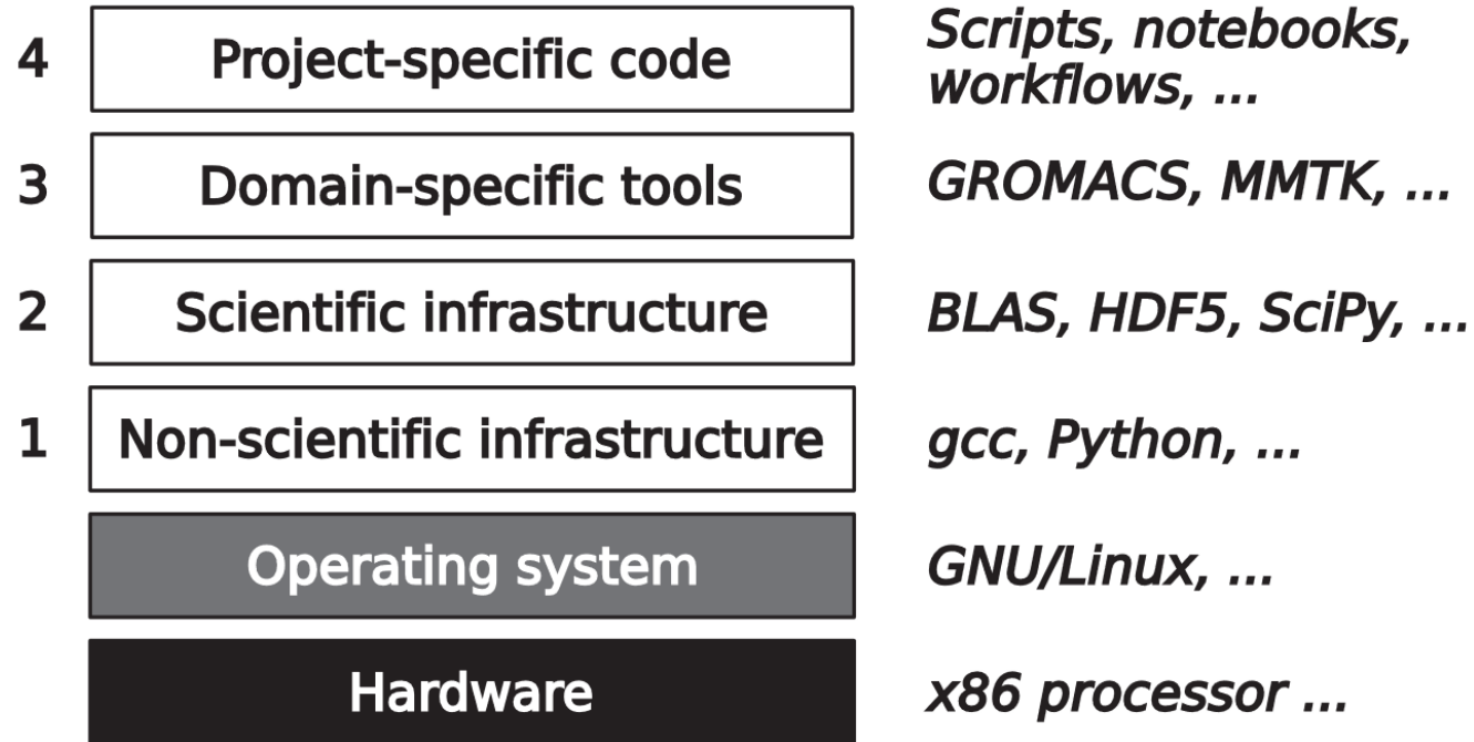 4 Project-specific code Scripts, notebooks,
workflows, ...
3 Domain-specific tools GROMACS, MMTK, ...
2 Scientific infrastructure BLAS, HDF5, SciPy, ...
1 Non-scientific infrastructure gcc, Python, ...
Operating system GNU/Linux, ...
Hardware x86 processor ...